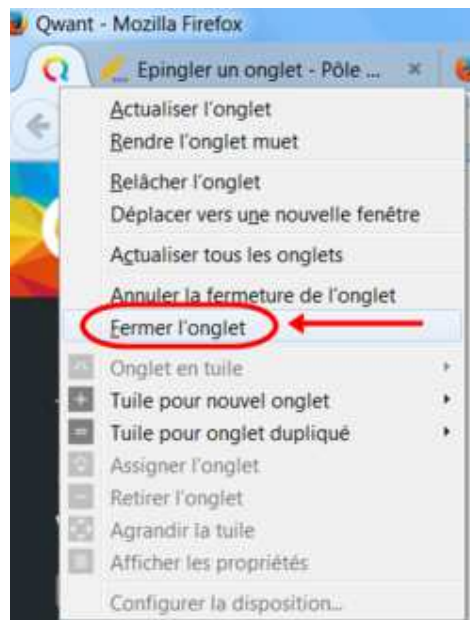 Qwant - Mozilla Firefox
Epingler un onglet - Pôle ...
Actualiser l'onglet
Rendre l'onglet muet
Relâcher l'onglet
Déplacer vers une nouvelle fenêtre
Actualiser tous les onglets
Annuler la fermeture de l'onglet
Fermer l'onglet
Onglet en tuile
Tuile pour nouvel onglet
Tuile pour onglet dupliqué
Assigner l'onglet
Retirer l'onglet
Agrandir la tuile
Afficher les propriétés
Configurer la disposition...